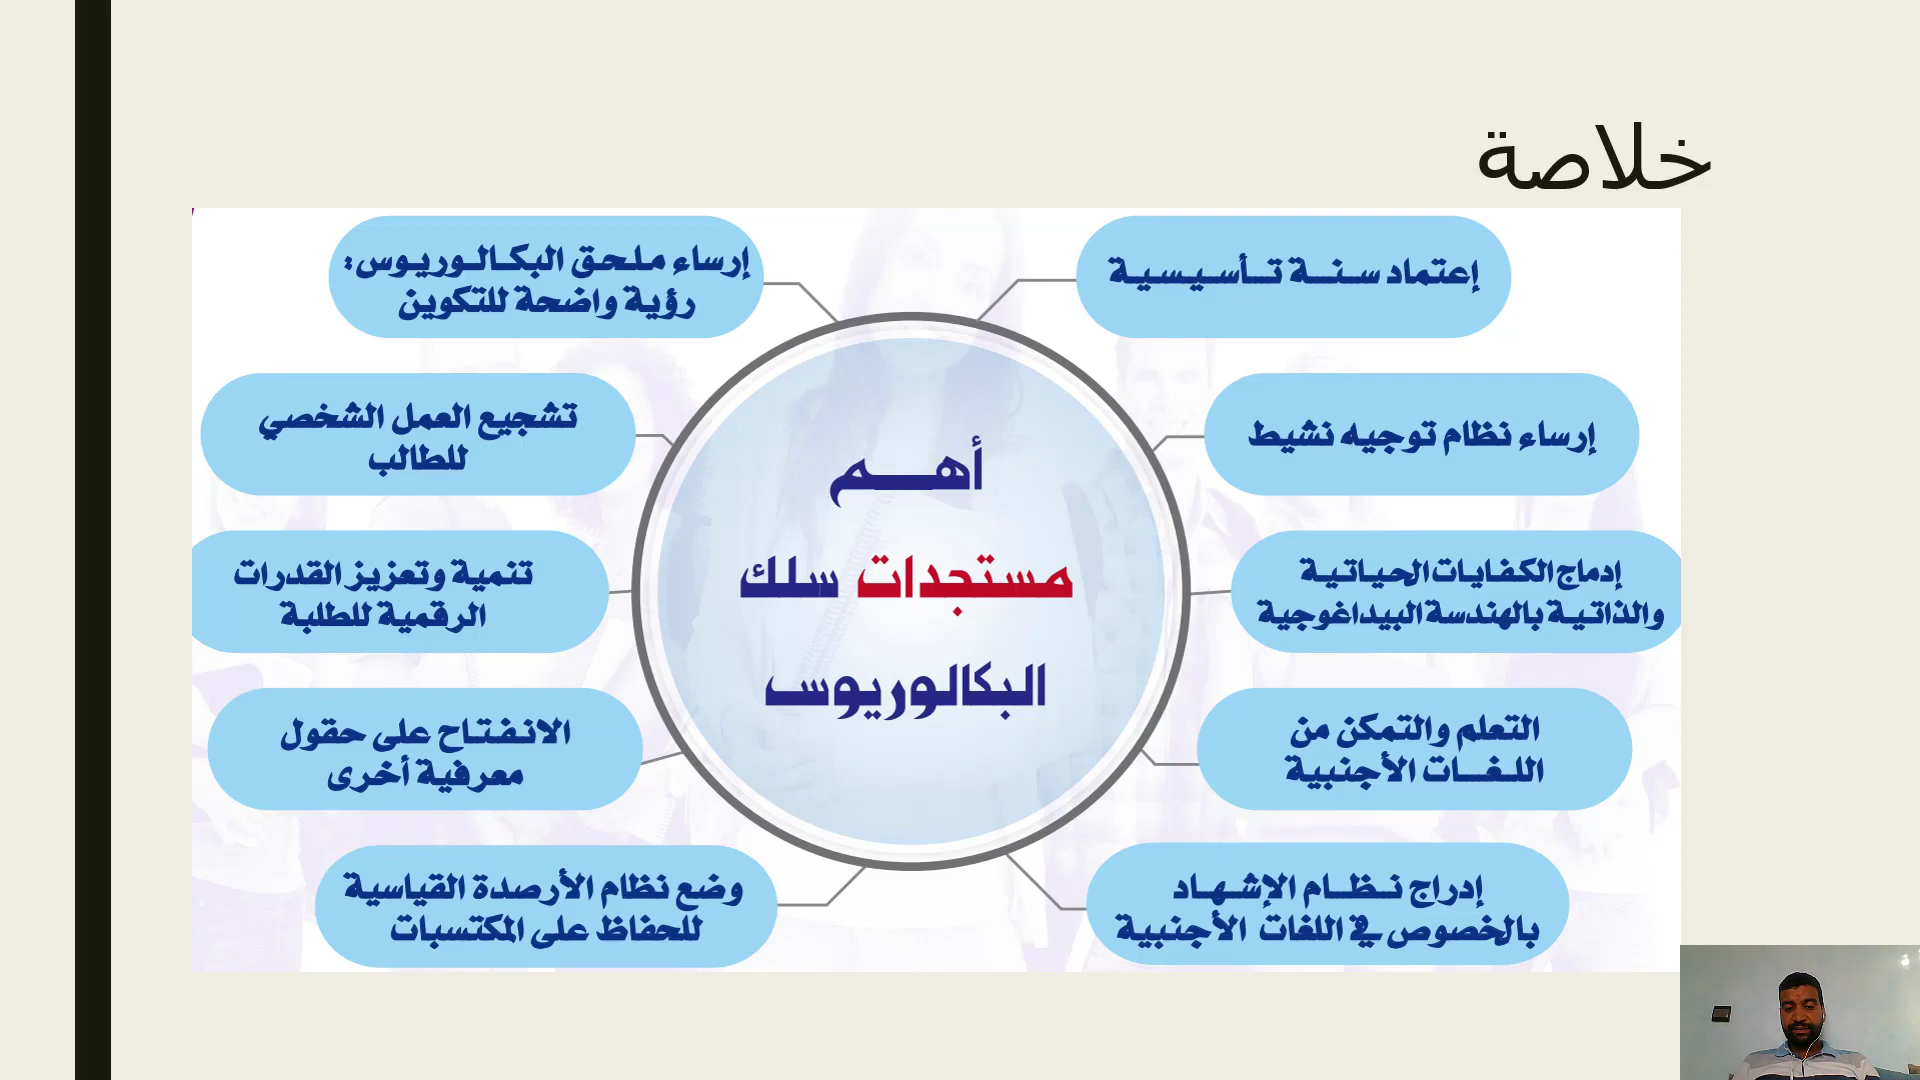 خلاصة
أهـــم
مستجدات سلك
البكالوريوس
إعتماد سنة تأسيسية
إرساء نظام توجيه نشيط
إدماج الكفايات الحياتية
والذاتية بالهندسة البيداغوجية
التعلم والتمكن من
اللغات الأجنبية
إدراج نظام الإشهاد
بالخصوص في اللغات الأجنبية
إرساء ملحق البكالوريوس:
رؤية واضحة للتكوين
تشجيع العمل الشخصي
للطالب
تنمية وتعزيز القدرات
الرقمية للطلبة
الانفتاح على حقول
معرفية أخرى
وضع نظام الأرصدة القياسية
للحفاظ على المكتسبات